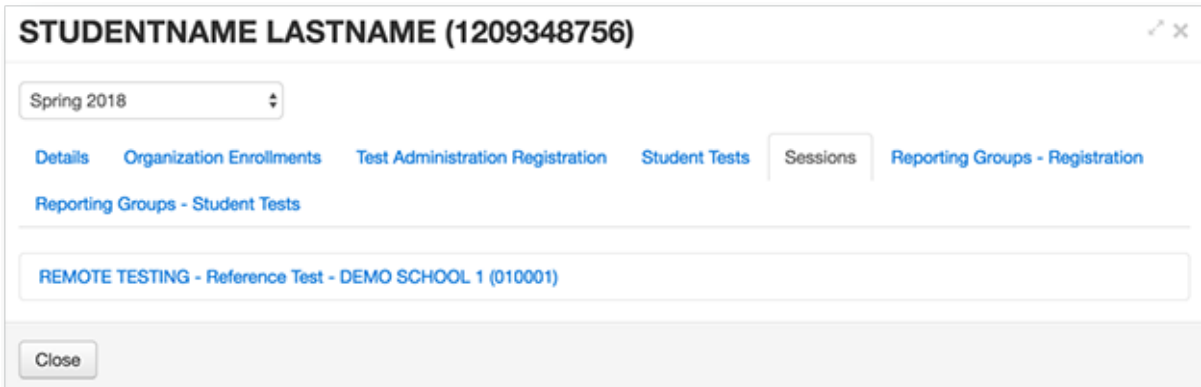 STUDENTNAME LASTNAME (1209348756)
Spring 2018
Details Organization Enrollments Test Administration Registration Student Tests Sessions Reporting Groups - Registration
Reporting Groups - Student Tests
REMOTE TESTING - Reference Test - DEMO SCHOOL 1 (010001)
Close